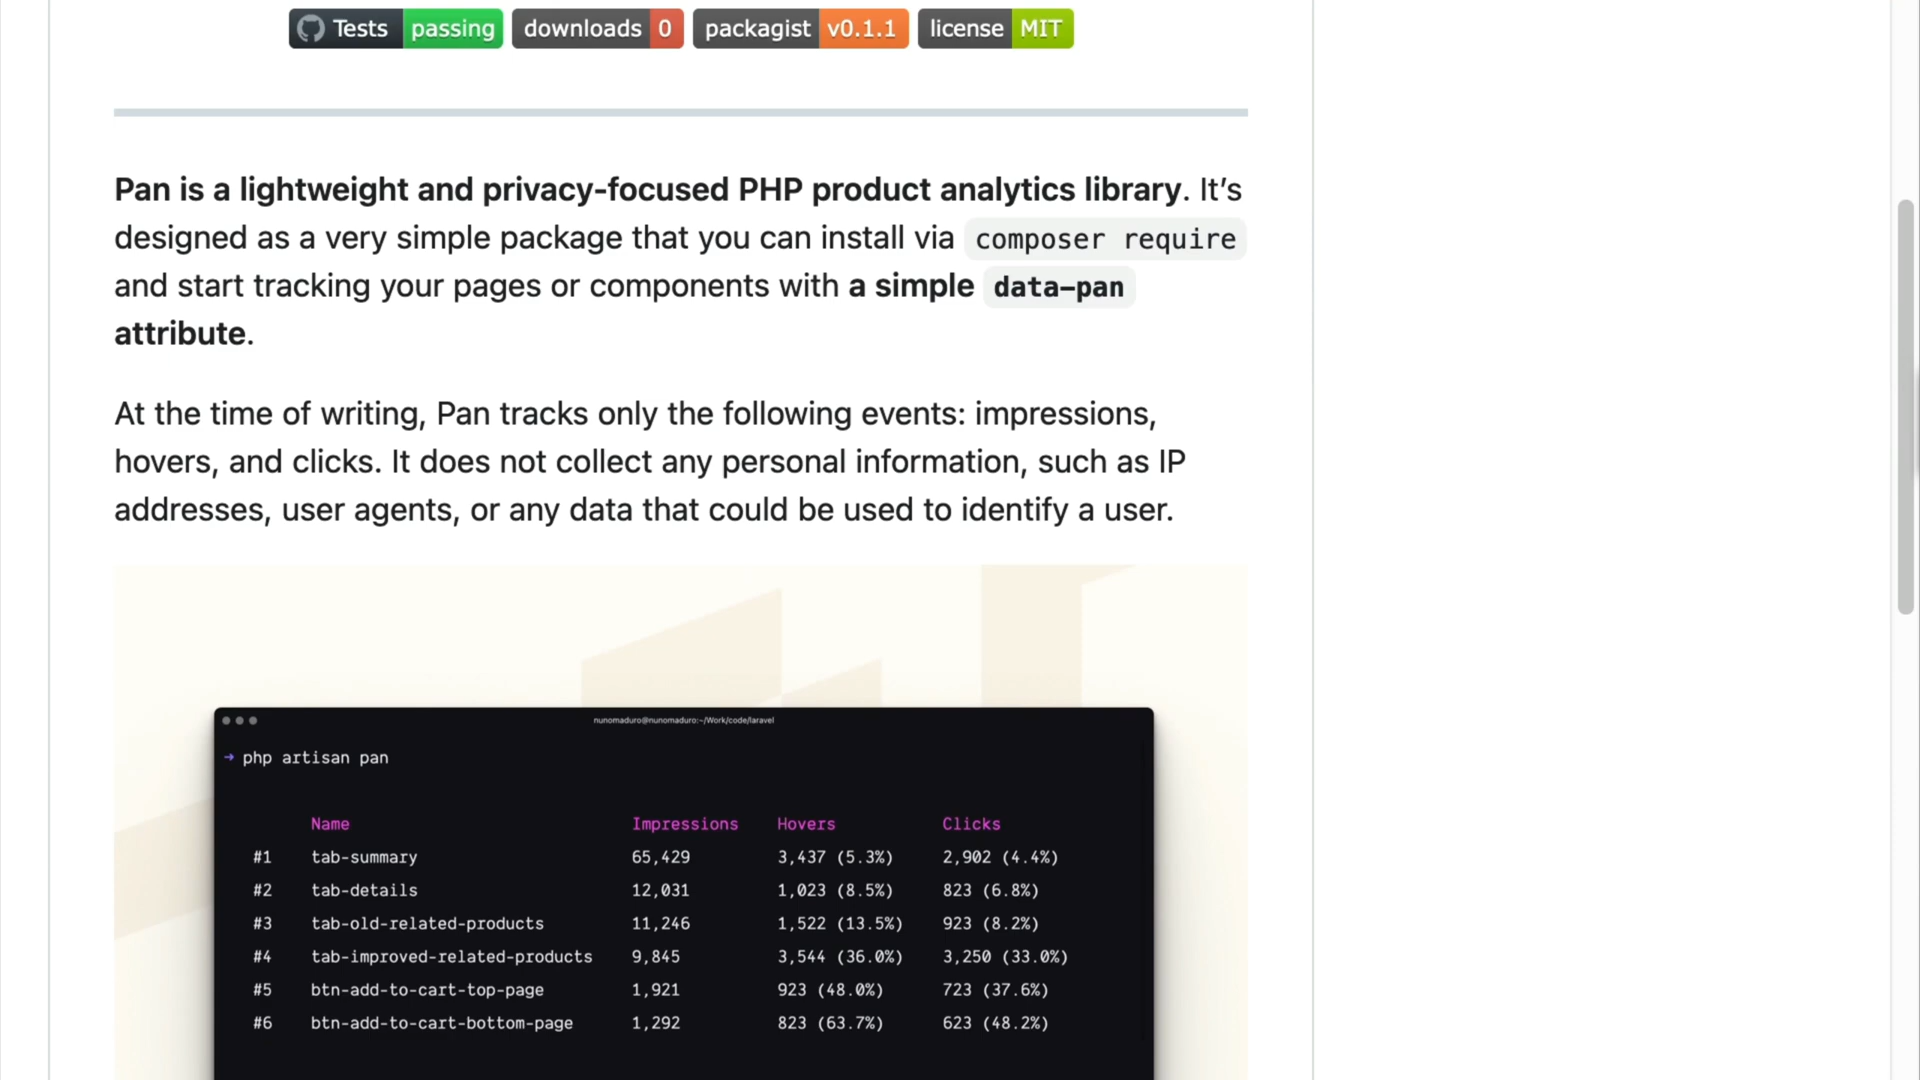 Tests passing downloads 0 packagist v0.1.1 license MIT
Pan is a lightweight and privacy-focused PHP product analytics library. It’s
designed as a very simple package that you can install via composer require
and start tracking your pages or components with a simple data-pan
attribute.
At the time of writing, Pan tracks only the following events: impressions,
hovers, and clicks. It does not collect any personal information, such as IP
addresses, user agents, or any data that could be used to identify a user.
nunomaduro@nunomaduro:~/Work/code/laravel
→ php artisan pan
Name Impressions Hovers Clicks
#1 tab-summary 65,429 3,437 (5.3%) 2,902 (4.4%)
#2 tab-details 12,031 1,023 (8.5%) 823 (6.8%)
#3 tab-old-related-products 11,246 1,522 (13.5%) 923 (8.2%)
#4 tab-improved-related-products 9,845 3,544 (36.0%) 3,250 (33.0%)
#5 btn-add-to-cart-top-page 1,921 923 (48.0%) 723 (37.6%)
#6 btn-add-to-cart-bottom-page 1,292 823 (63.7%) 623 (48.2%)